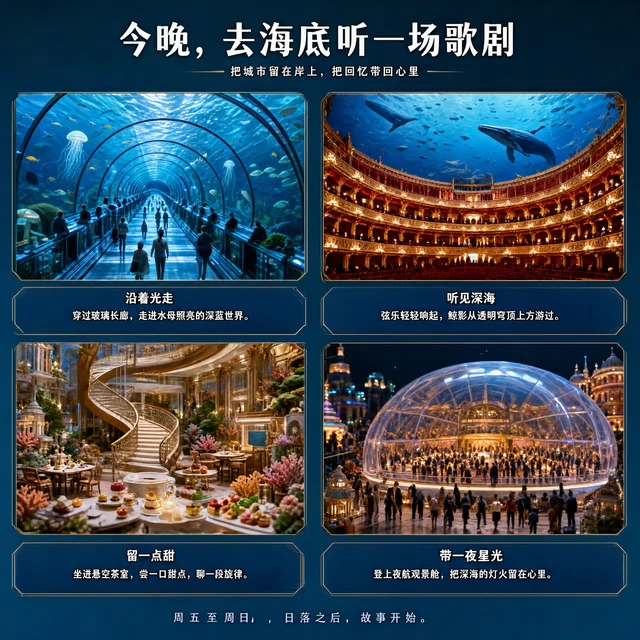 今晚，去海底听一场歌剧
把城市留在岸上，把回忆带回心里
沿着光走
穿过玻璃长廊，走进水母照亮的深蓝世界。
听见深海
弦乐轻轻响起，鲸影从透明穹顶上方游过。
留一点甜
坐进悬空茶室，尝一口甜点，聊一段旋律。
带一夜星光
登上夜航观景舱，把深海的灯火留在心里。
周五至周日，，日落之后，故事开始。